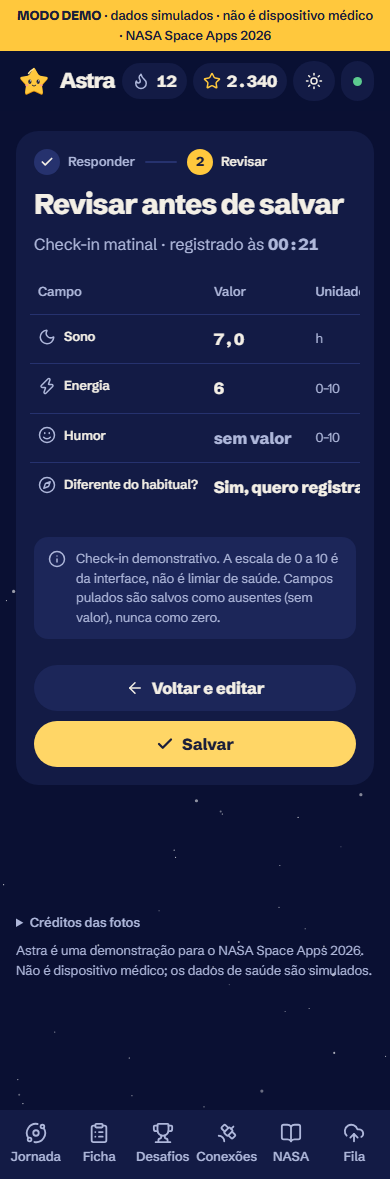 MODO DEMO · dados simulados · não é dispositivo médico
· NASA Space Apps 2026
Astra 12 2.340
Responder 2 Revisar
Revisar antes de salvar
Check-in matinal · registrado às 00:21
Campo Valor Unidad
Sono 7,0 h
Energia 6 0-10
Humor sem valor 0-10
Diferente do habitual? Sim, quero registra
Check-in demonstrativo. A escala de 0 a 10 é
da interface, não é limiar de saúde. Campos
pulados são salvos como ausentes (sem
valor), nunca como zero.
Voltar e editar
Salvar
Créditos das fotos
Astra é uma demonstração para o NASA Space Apps 2026.
Não é dispositivo médico; os dados de saúde são simulados.
Jornada Ficha Desafios Conexões NASA Fila